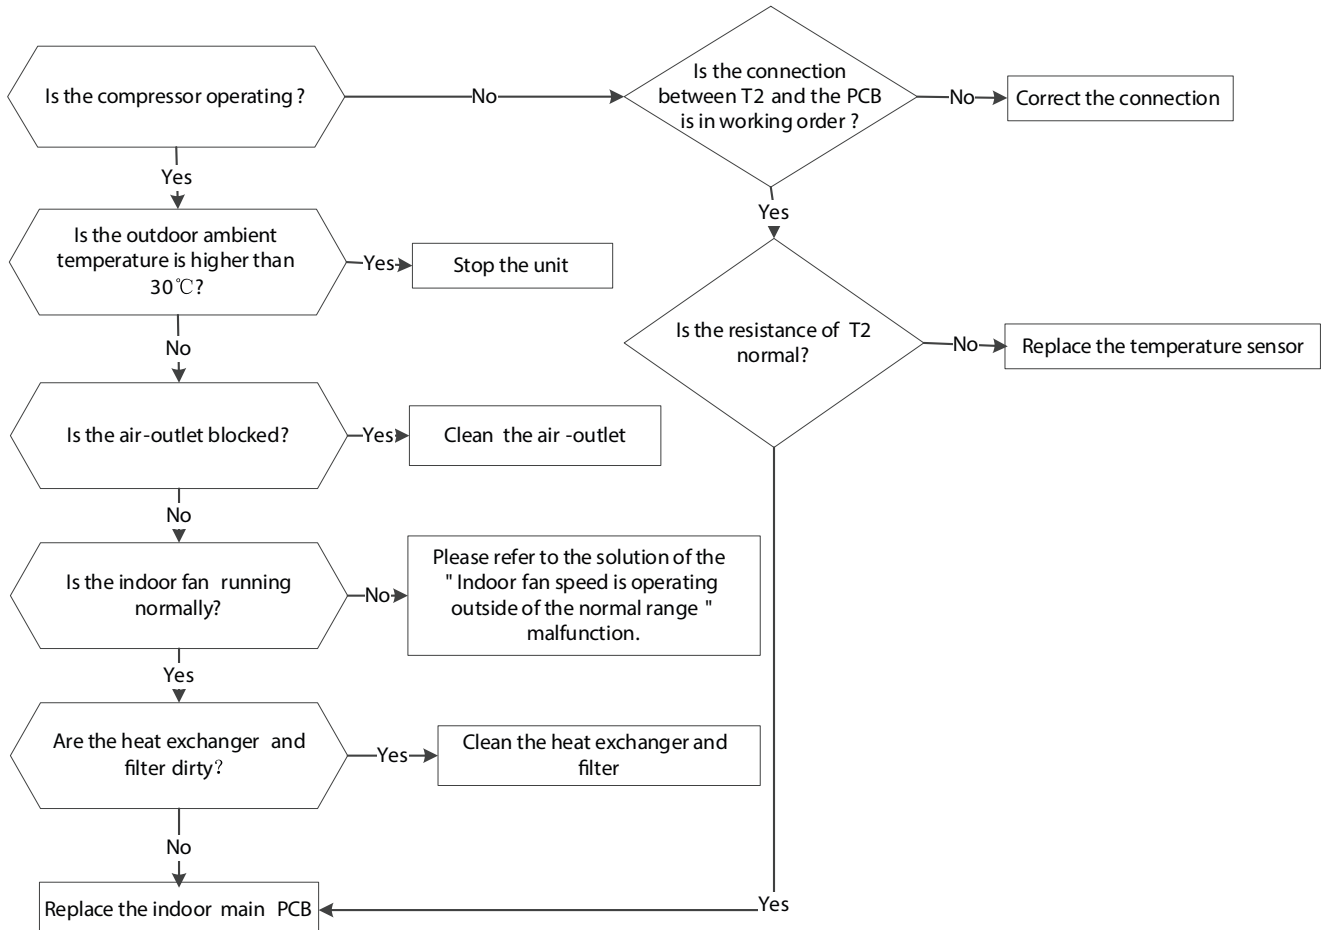 Is the compressor operating ?
No
Is the connection
between T2 and the PCB
is in working order ?
No
Correct the connection
Yes
Yes
Is the outdoor ambient
temperature is higher than
30℃?
Yes
Stop the unit
Is the resistance of T2
normal?
No
Replace the temperature sensor
No
Is the air-outlet blocked?
Yes
Clean the air -outlet
No
Is the indoor fan running
normally?
No
Please refer to the solution of the
" Indoor fan speed is operating
outside of the normal range "
malfunction.
Yes
Are the heat exchanger and
filter dirty?
Yes
Clean the heat exchanger and
filter
No
Replace the indoor main PCB
Yes